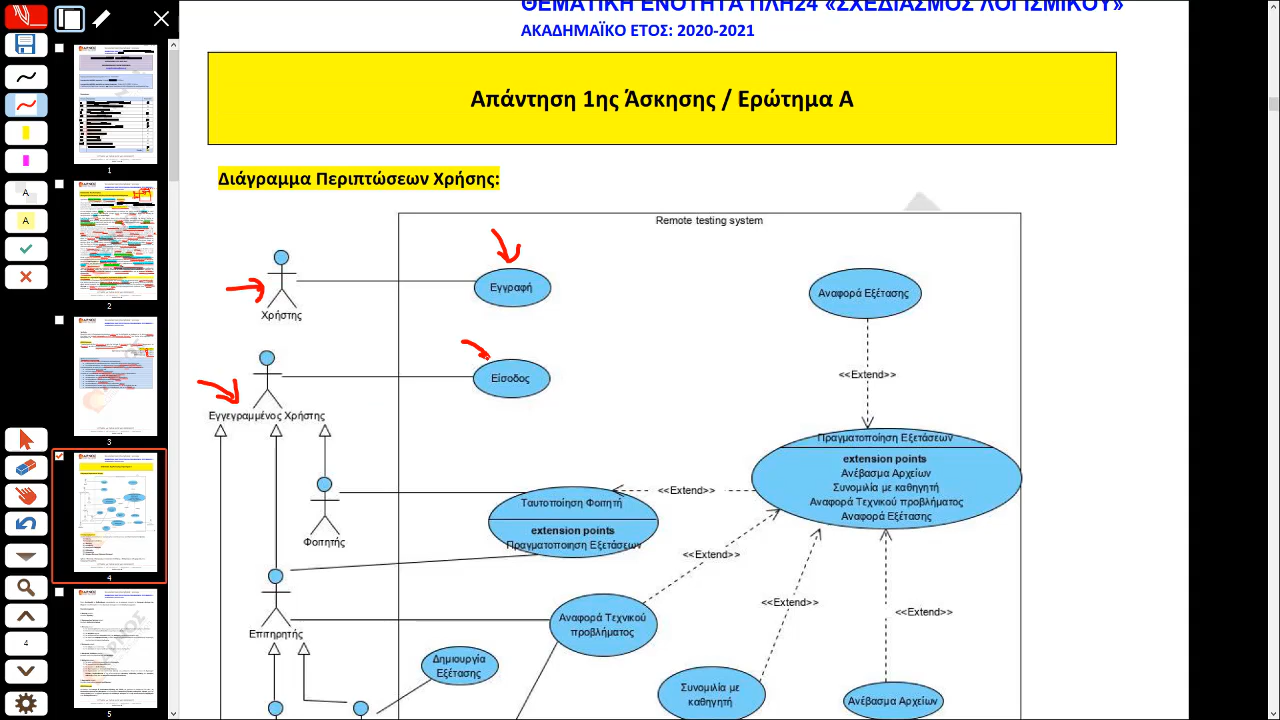 ΘΕΜΑΤΙΚΗ ΕΝΟΤΗΤΑ ΠΛΗ24 «ΣΧΕΔΙΑΣΜΟΣ ΛΟΓΙΣΜΙΚΟΥ»
ΑΚΑΔΗΜΑΪΚΟ ΕΤΟΣ: 2020-2021
Απάντηση 1ης Άσκησης / Ερώτημα Α
Διάγραμμα Περιπτώσεων Χρήσης:
Remote testing system
Εγγραφή
Αναφορά Εξέτασης
Χρήστης
Είσοδος
<<Extend>>
Εγγεγραμμένος Χρήστης
Πραγματοποίηση Εξετάσεων
extension points
Ανέβασμα Αρχείων
Συνομιλία με καθηγητή
Αναφορά Τεχνικού προβλήματος
Αναφορά Εξέτασης
<<Extend>>
Ταυτοποίηση Φοιτητή
extension points
Πραγματοποιηση Εξετάσεων
Φοιτητής
<<Extend>>
<<Extend>>
Επιτηρητής
Αναφορά Τεχνικού
προβλήματος
Δημιουργία
Εξέτασης
Συνομιλία με
καθηγητή
Ανέβασμα Αρχείων
A
A
4
1
2
3
4
5